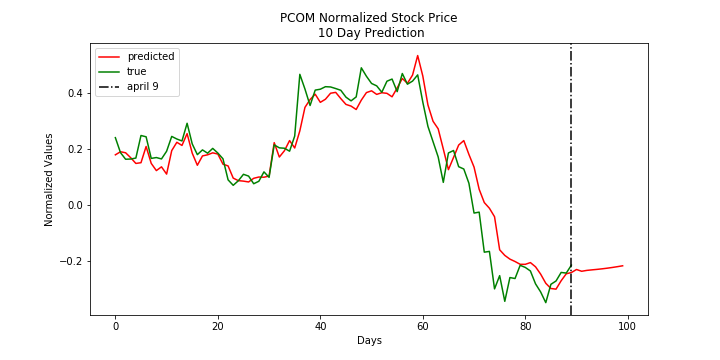 PCOM Normalized Stock Price
10 Day Prediction
predicted
true
april 9
Normalized Values
0.4
0.2
0.0
−0.2
0
20
40
60
80
100
Days